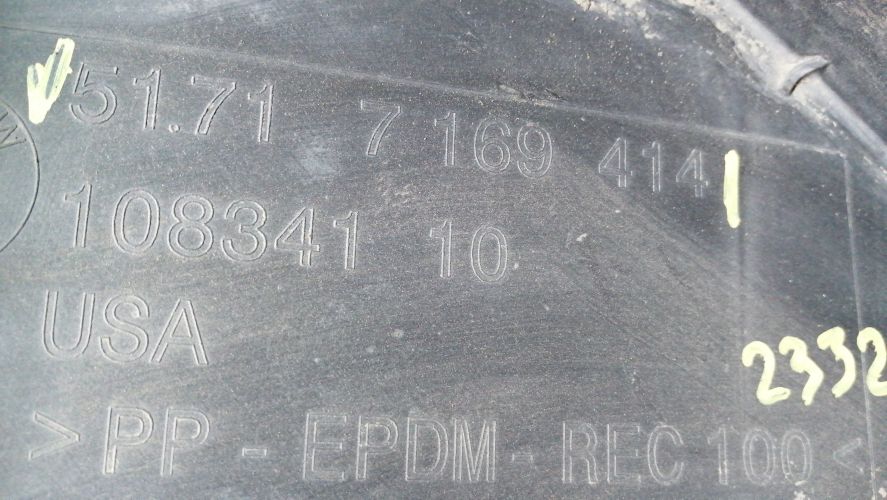 51.71 7 169 414
108341 10
2332
USA
> PP - EPDM - REC 100 <